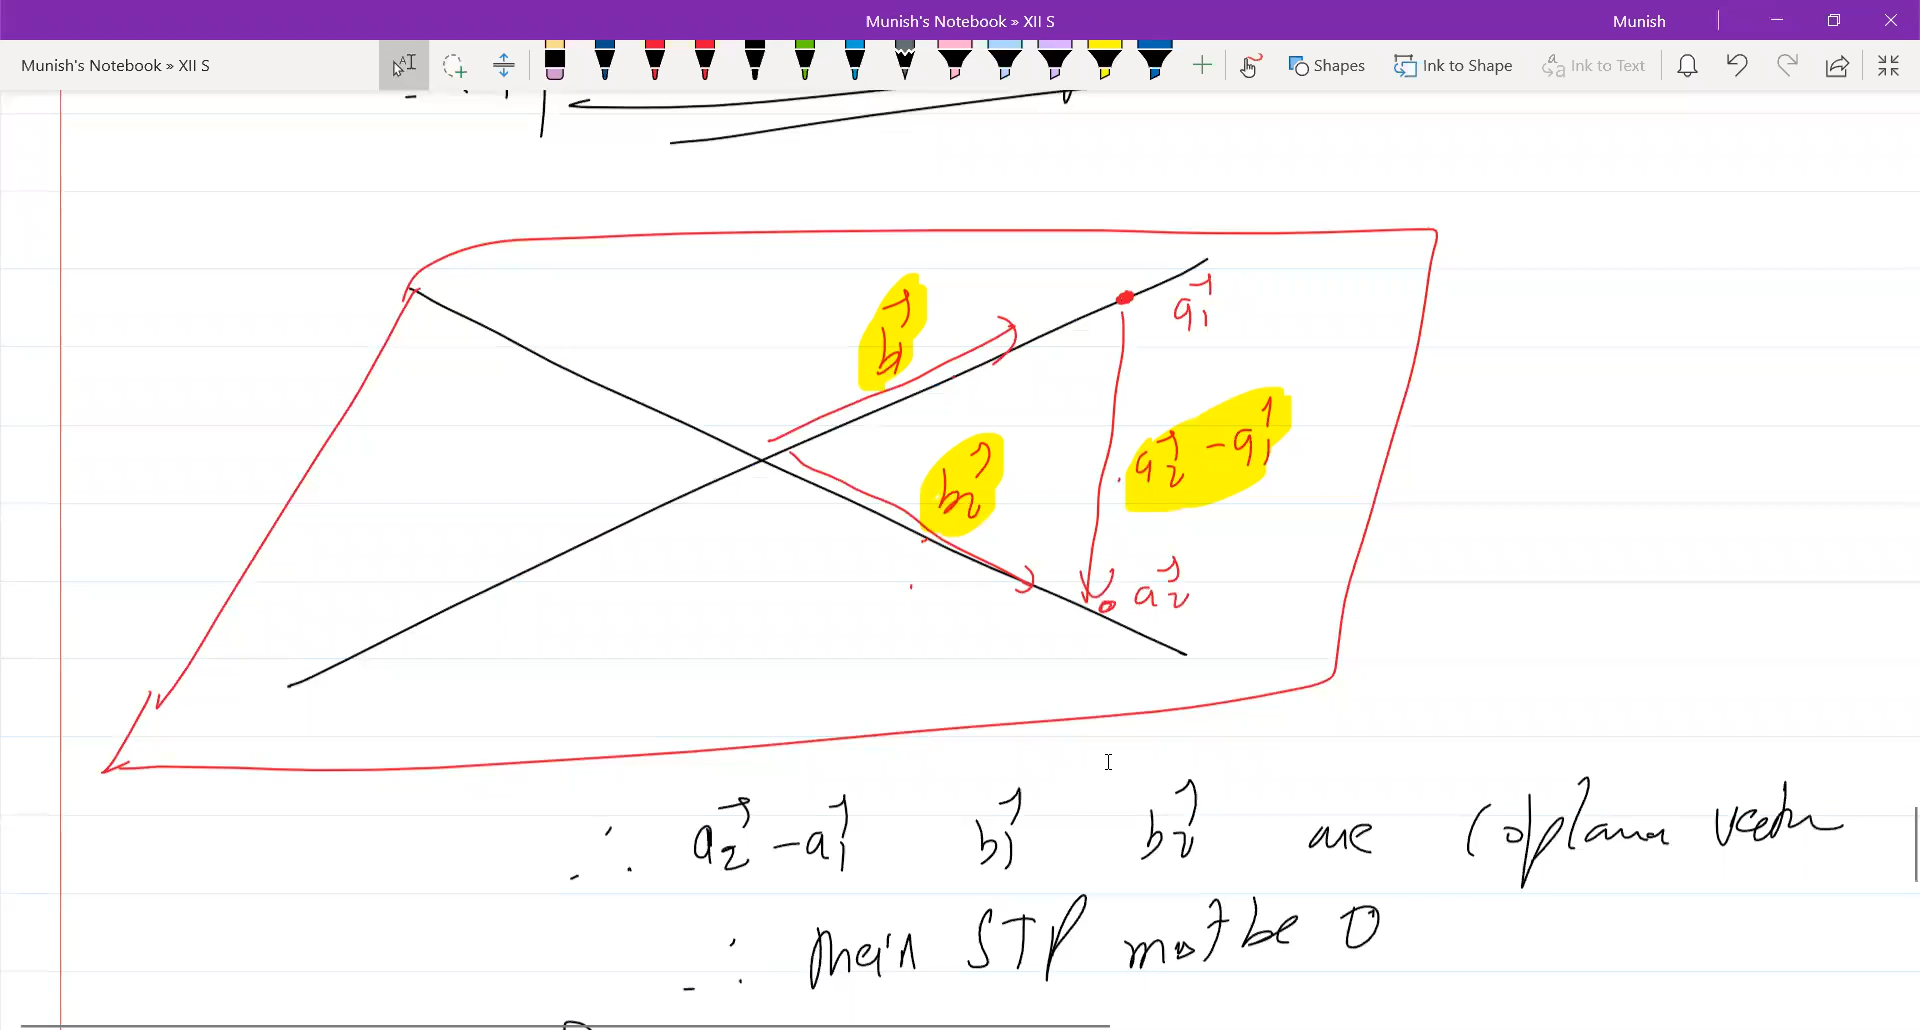 Munish's Notebook » XII S
Munish
Munish's Notebook » XII S
Shapes
Ink to Shape
Ink to Text
b₁⃗
a₁⃗
b₂⃗
a₂⃗ - a₁⃗
a₂⃗
∴ a₂⃗ - a₁⃗ b₁⃗ b₂⃗ are coplanar vector
∴ their STP must be 0